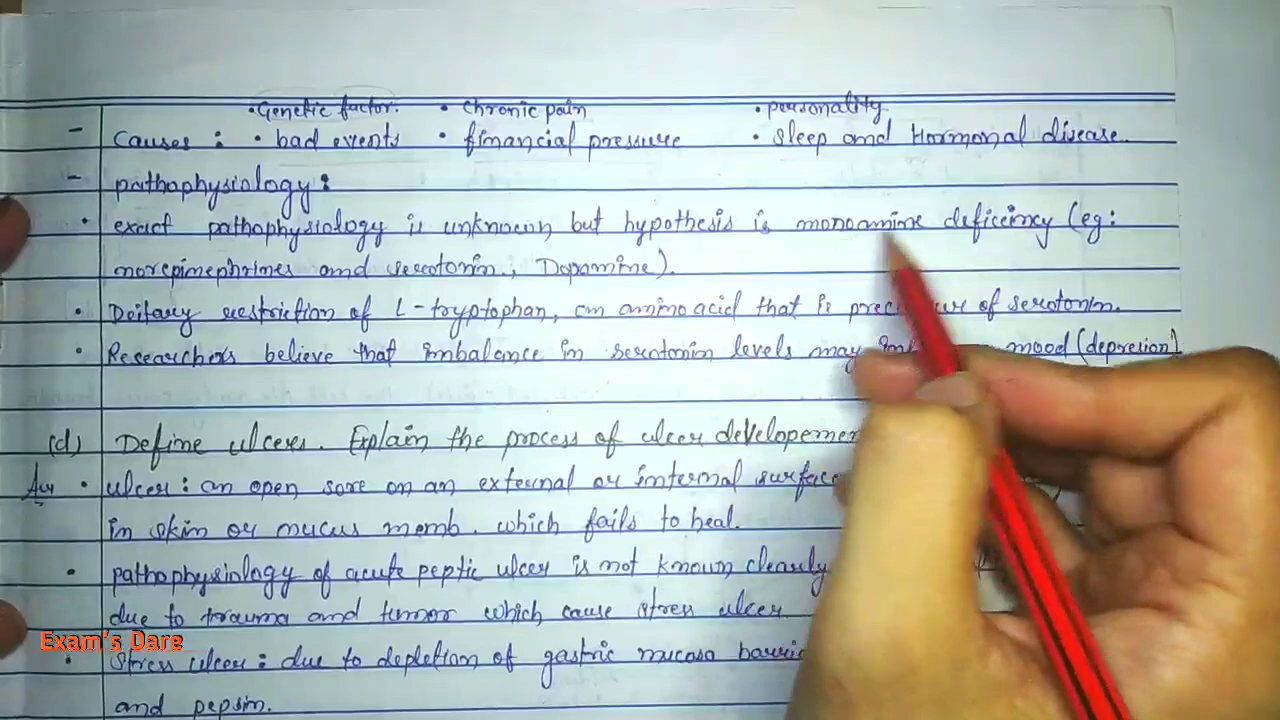 • Genetic factor. • Chronic pain • personality
- Causes : • bad events • financial pressure • sleep and Hormonal disease.
- pathophysiology :
• exact pathophysiology is unknown but hypothesis is monoamine deficiency (eg:
norepinephrines and serotonin, Dopamine).
• Deitary restriction of L-tryptophan, an amino acid that is of serotonin.
• Researchers believe that imbalence in serotonin levels may mood (depresion)
(d) Define ulcers. Explain the process of ulcer
Ans • ulcer : an open sore on an external or internal
in skin or mucus memb. which fails to heal.
• pathophysiology of acute peptic ulcer is not known clearly
due to trauma and tumor which cause stress ulcer
• Stress ulcer : due to depletion of gastric mucosa
and pepsin.
Exam's Dare